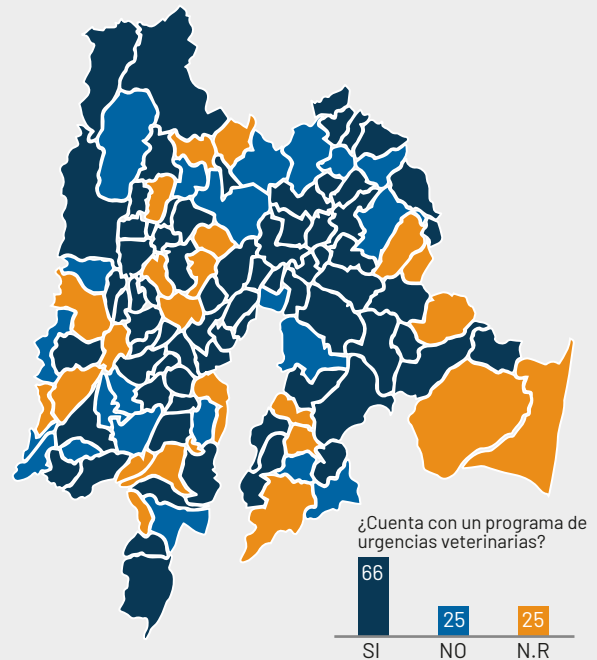 ¿Cuenta con un programa de
urgencias veterinarias?
66
25
25
SI
NO
N.R